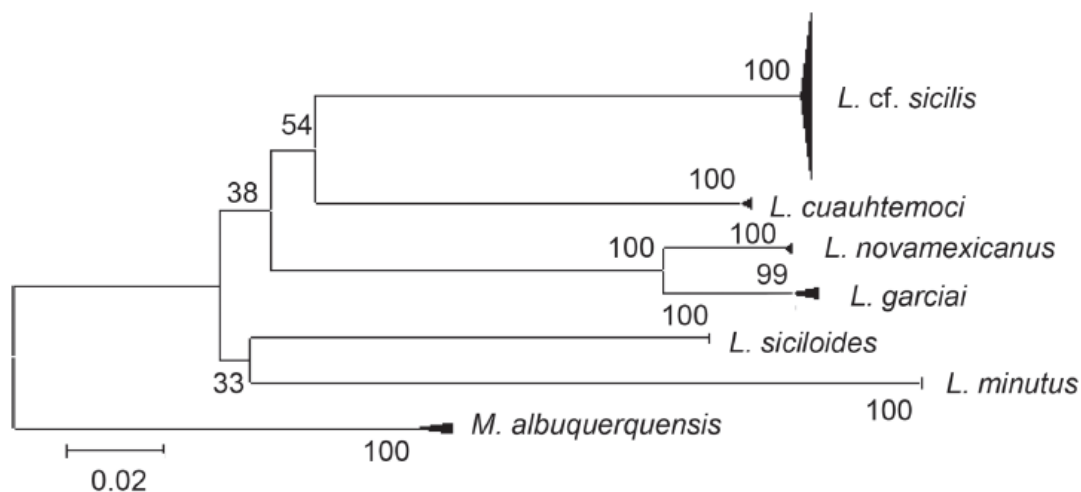 100
L. cf. sicilis
54
100
L. cuauhtemoci
38
100
100
L. novamexicanus
99
L. garciai
100
L. siciloides
33
L. minutus
100
M. albuquerquensis
100
0.02